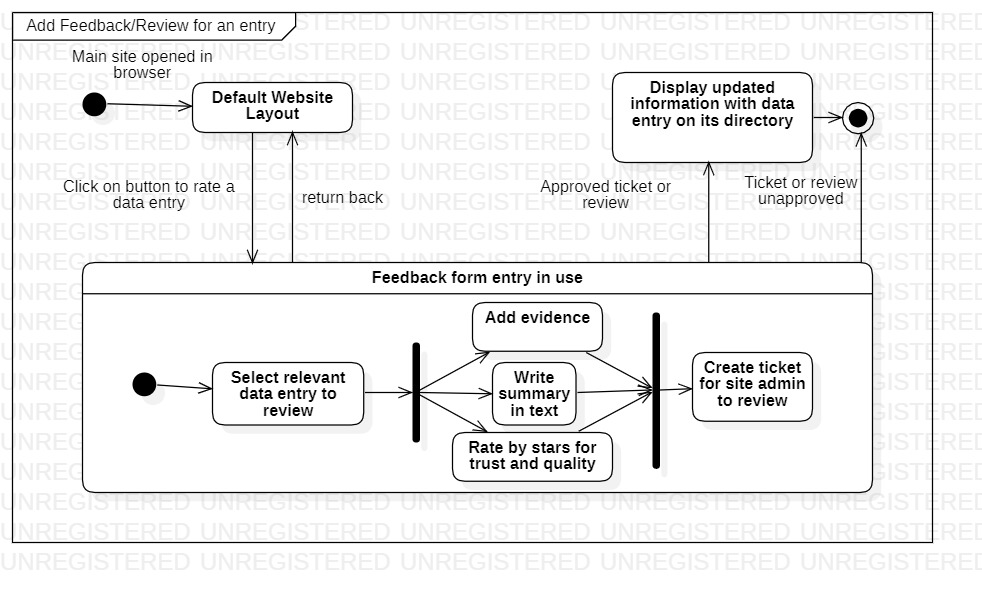 Add Feedback/Review for an entry
Main site opened in
browser
Default Website
Layout
Display updated
information with data
entry on its directory
Click on button to rate a
data entry
return back
Approved ticket or
review
Ticket or review
unapproved
Feedback form entry in use
Select relevant
data entry to
review
Add evidence
Write
summary
in text
Rate by stars for
trust and quality
Create ticket
for site admin
to review
UNREGISTERED UNREGISTERED UNREGISTERED UNREGISTERED UNREGISTERED